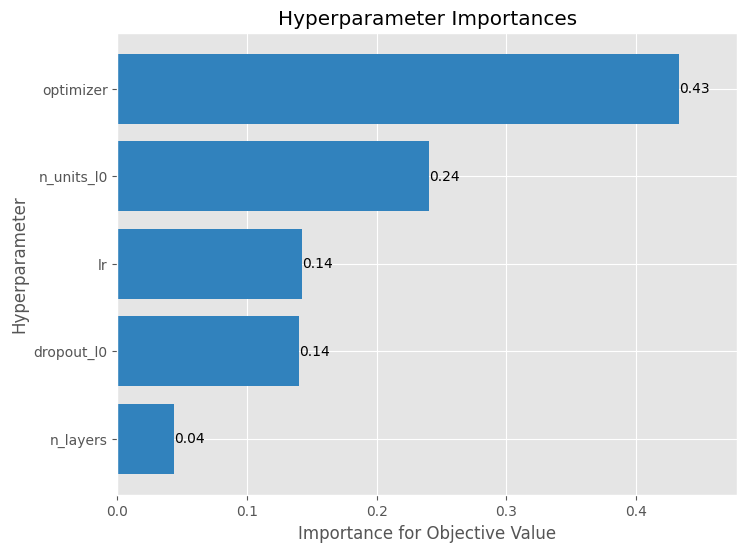 Hyperparameter Importances
Hyperparameter
optimizer
0.43
n_units_l0
0.24
lr
0.14
dropout_l0
0.14
n_layers
0.04
0.0 0.1 0.2 0.3 0.4
Importance for Objective Value